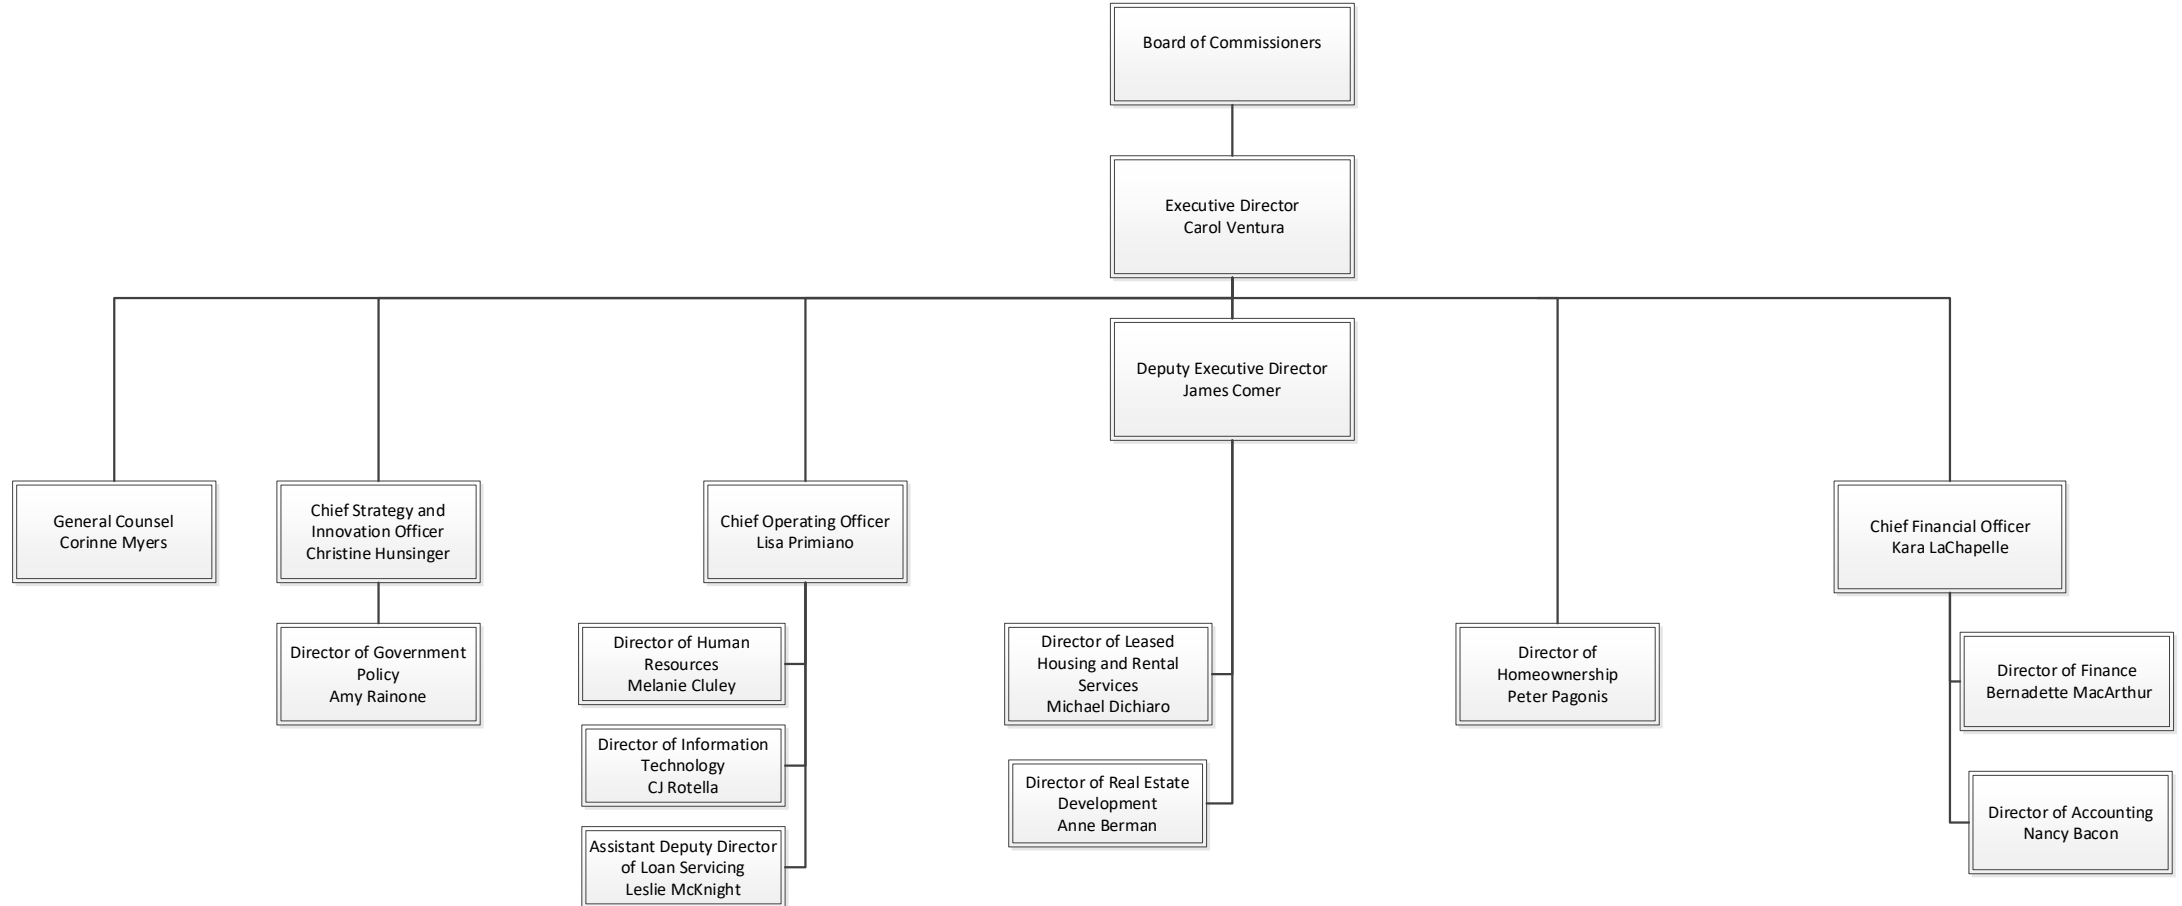 Board of Commissioners
Executive Director
Carol Ventura
Deputy Executive Director
James Comer
General Counsel
Corinne Myers
Chief Strategy and
Innovation Officer
Christine Hunsinger
Chief Operating Officer
Lisa Primiano
Chief Financial Officer
Kara LaChapelle
Director of Government
Policy
Amy Rainone
Director of Human
Resources
Melanie Cluley
Director of Information
Technology
CJ Rotella
Assistant Deputy Director
of Loan Servicing
Leslie McKnight
Director of Leased
Housing and Rental
Services
Michael Dichiaro
Director of Real Estate
Development
Anne Berman
Director of
Homeownership
Peter Pagonis
Director of Finance
Bernadette MacArthur
Director of Accounting
Nancy Bacon